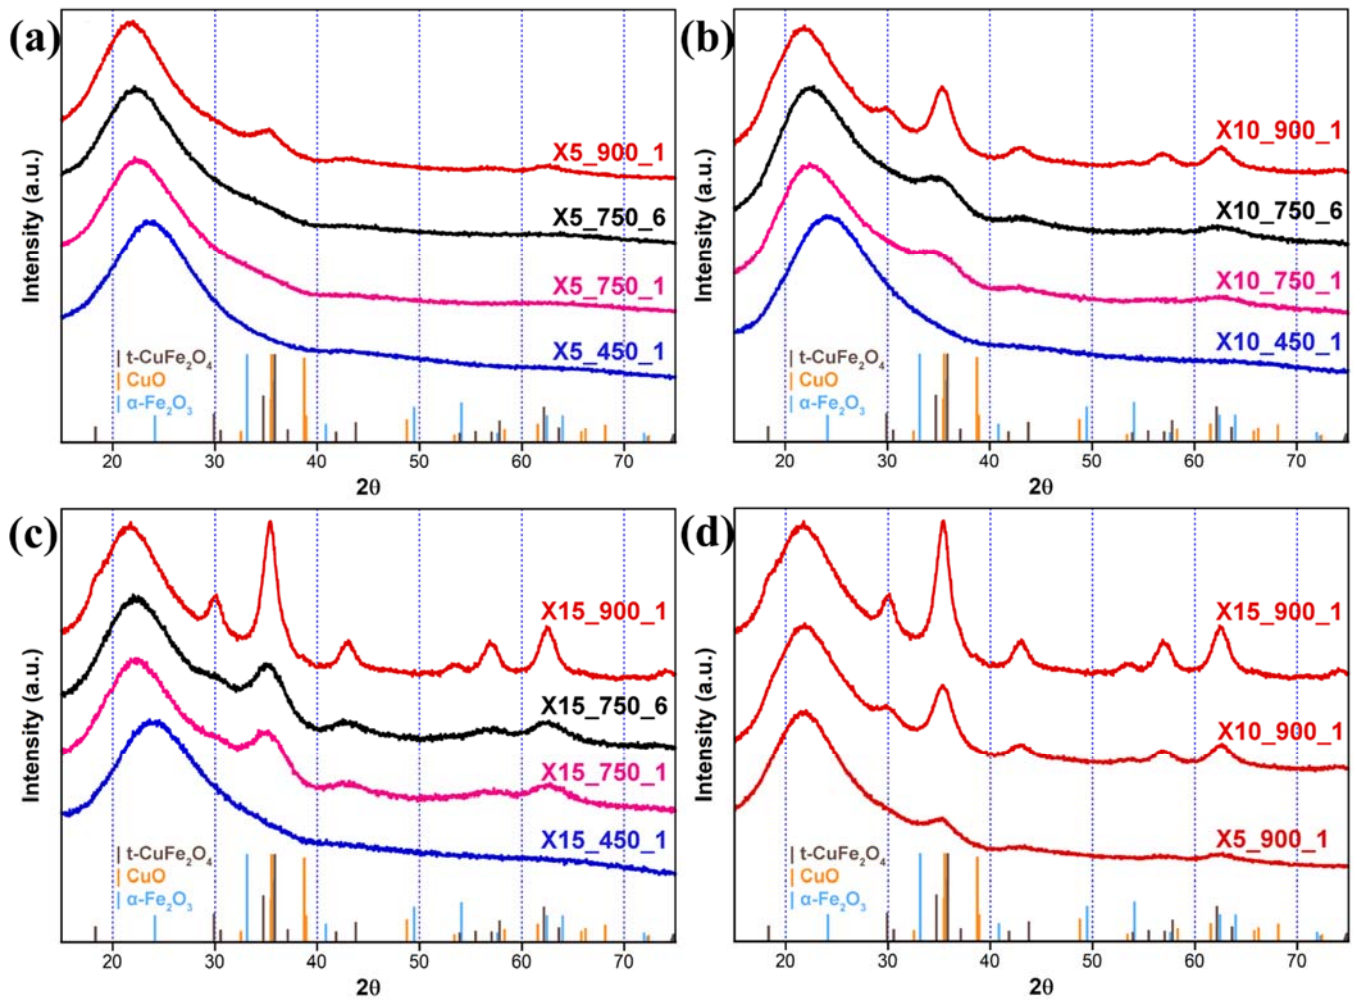 (a)
Intensity (a.u.)
X5_900_1
X5_750_6
X5_750_1
X5_450_1
t-CuFe₂O₄
CuO
α-Fe₂O₃
20 30 40 50 60 70
2θ
(b)
Intensity (a.u.)
X10_900_1
X10_750_6
X10_750_1
X10_450_1
t-CuFe₂O₄
CuO
α-Fe₂O₃
20 30 40 50 60 70
2θ
(c)
Intensity (a.u.)
X15_900_1
X15_750_6
X15_750_1
X15_450_1
t-CuFe₂O₄
CuO
α-Fe₂O₃
20 30 40 50 60 70
2θ
(d)
Intensity (a.u.)
X15_900_1
X10_900_1
X5_900_1
t-CuFe₂O₄
CuO
α-Fe₂O₃
20 30 40 50 60 70
2θ